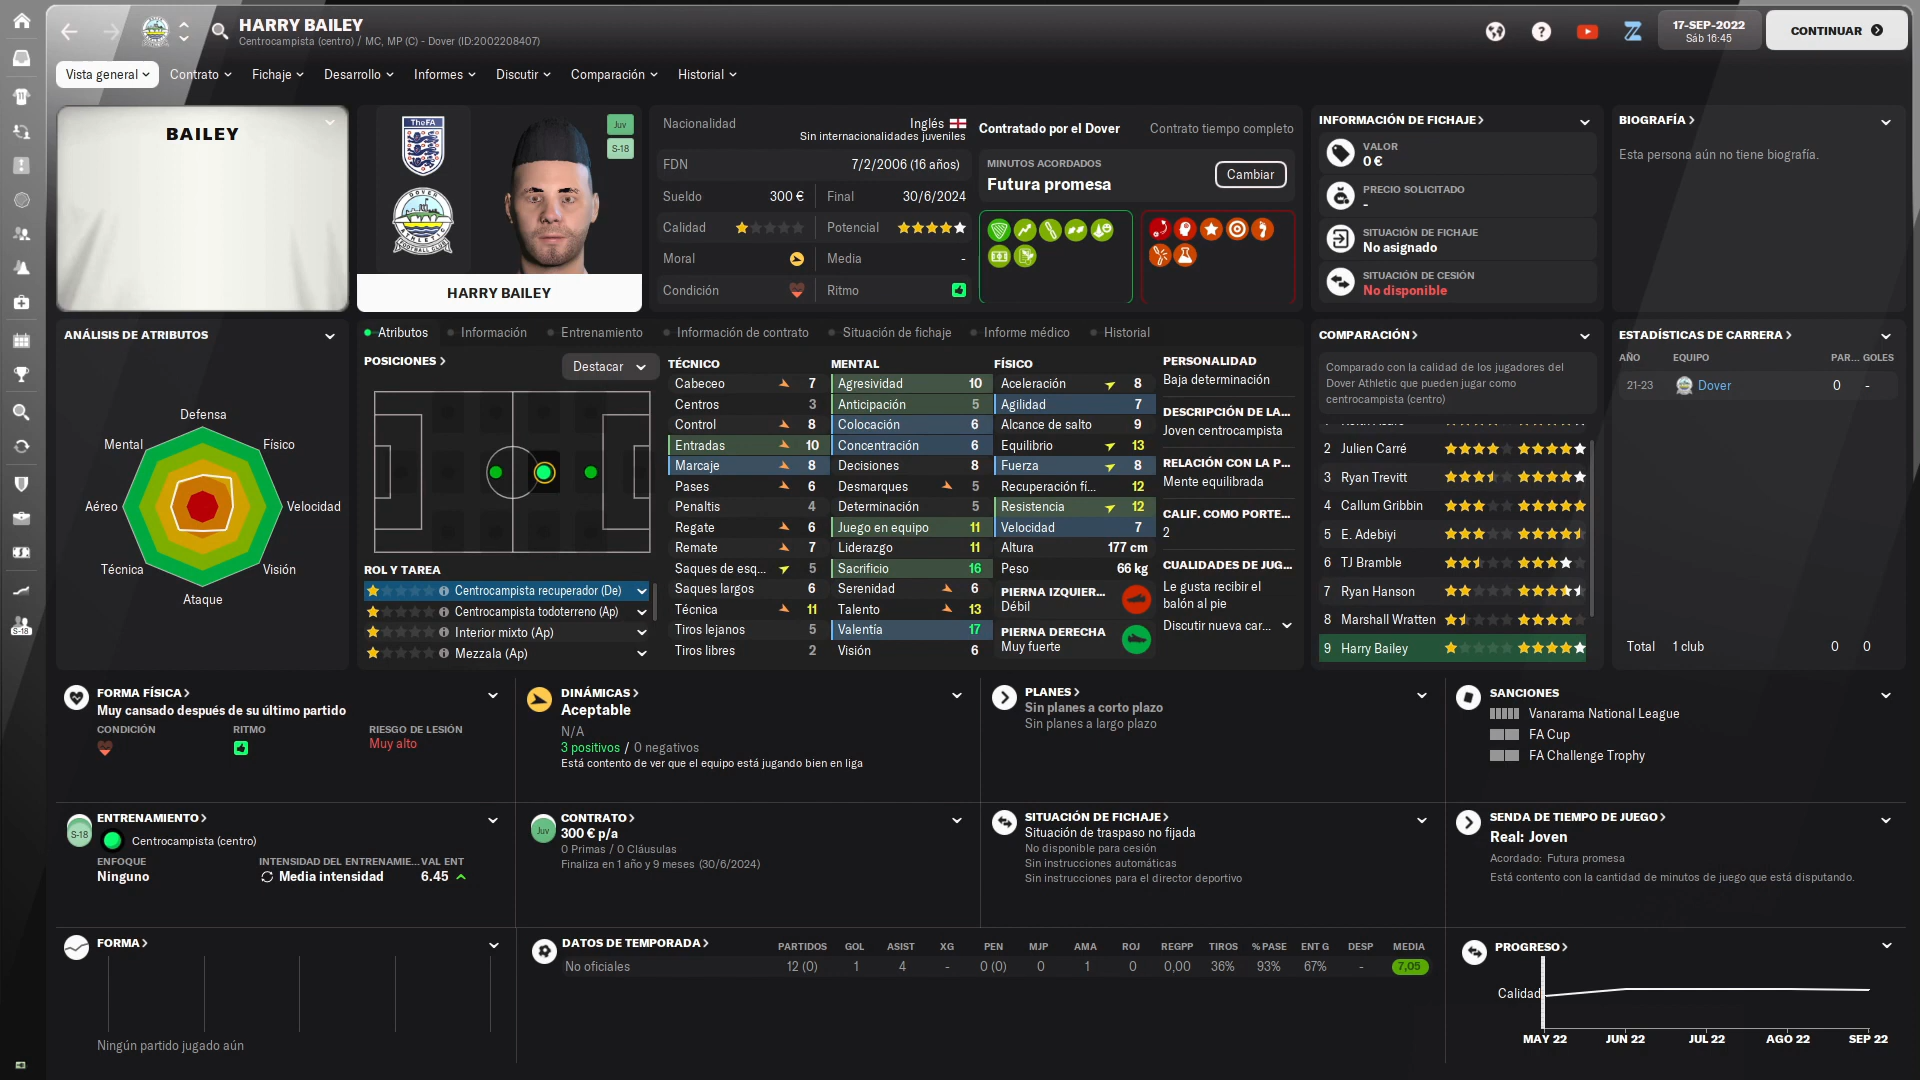 HARRY BAILEY
Centrocampista (centro) / MC, MP (C) - Dover (ID:2002208407)
17-SEP-2022
Sáb 16:45
CONTINUAR
Vista general
Contrato
Fichaje
Desarrollo
Informes
Discutir
Comparación
Historial
BAILEY
TheFA
Juv
S-18
HARRY BAILEY
Nacionalidad
Inglés
Sin internacionalidades juveniles
FDN
7/2/2006 (16 años)
Sueldo 300 € Final 30/6/2024
Calidad Potencial
Moral Media -
Condición Ritmo
Contratado por el Dover
Contrato tiempo completo
MINUTOS ACORDADOS
Futura promesa
Cambiar
INFORMACIÓN DE FICHAJE
VALOR
0 €
PRECIO SOLICITADO
-
SITUACIÓN DE FICHAJE
No asignado
SITUACIÓN DE CESIÓN
No disponible
BIOGRAFÍA
Esta persona aún no tiene biografía.
ANÁLISIS DE ATRIBUTOS
Defensa
Físico
Velocidad
Visión
Ataque
Técnica
Aéreo
Mental
Atributos
Información
Entrenamiento
Información de contrato
Situación de fichaje
Informe médico
Historial
POSICIONES
Destacar
ROL Y TAREA
Centrocampista recuperador (De)
Centrocampista todoterreno (Ap)
Interior mixto (Ap)
Mezzala (Ap)
TÉCNICO
Cabeceo 7
Centros 3
Control 8
Entradas 10
Marcaje 8
Pases 6
Penaltis 4
Regate 6
Remate 7
Saques de esq... 5
Saques largos 6
Técnica 11
Tiros lejanos 5
Tiros libres 2
MENTAL
Agresividad 10
Anticipación 5
Colocación 6
Concentración 6
Decisiones 8
Desmarques 5
Determinación 5
Juego en equipo 11
Liderazgo 11
Sacrificio 16
Serenidad 6
Talento 13
Valentía 17
Visión 6
FÍSICO
Aceleración 8
Agilidad 7
Alcance de salto 9
Equilibrio 13
Fuerza 8
Recuperación fí... 12
Resistencia 12
Velocidad 7
Altura 177 cm
Peso 66 kg
PIERNA IZQUIER...
Débil
PIERNA DERECHA
Muy fuerte
PERSONALIDAD
Baja determinación
DESCRIPCIÓN DE LA...
Joven centrocampista
RELACIÓN CON LA P...
Mente equilibrada
CALIF. COMO PORTE...
2
CUALIDADES DE JUG...
Le gusta recibir el
balón al pie
Discutir nueva car...
COMPARACIÓN
Comparado con la calidad de los jugadores del
Dover Athletic que pueden jugar como
centrocampista (centro)
2 Julien Carré
3 Ryan Trevitt
4 Callum Gribbin
5 E. Adebiyi
6 TJ Bramble
7 Ryan Hanson
8 Marshall Wratten
9 Harry Bailey
ESTADÍSTICAS DE CARRERA
AÑO EQUIPO PAR... GOLES
21-23 Dover 0 -
Total 1 club 0 0
FORMA FÍSICA
Muy cansado después de su último partido
CONDICIÓN RITMO RIESGO DE LESIÓN
Muy alto
DINÁMICAS
Aceptable
N/A
3 positivos / 0 negativos
Está contento de ver que el equipo está jugando bien en liga
PLANES
Sin planes a corto plazo
Sin planes a largo plazo
SANCIONES
Vanarama National League
FA Cup
FA Challenge Trophy
ENTRENAMIENTO
S-18
Centrocampista (centro)
ENFOQUE INTENSIDAD DEL ENTRENAMIE... VAL ENT
Ninguno Media intensidad 6.45
CONTRATO
Juv
300 € p/a
0 Primas / 0 Cláusulas
Finaliza en 1 año y 9 meses (30/6/2024)
SITUACIÓN DE FICHAJE
Situación de traspaso no fijada
No disponible para cesión
Sin instrucciones automáticas
Sin instrucciones para el director deportivo
SENDA DE TIEMPO DE JUEGO
Real: Joven
Acordado: Futura promesa
Está contento con la cantidad de minutos de juego que está disputando.
FORMA
Ningún partido jugado aún
DATOS DE TEMPORADA PARTIDOS GOL ASIST XG PEN MJP AMA ROJ REGPP TIROS % PASE ENT G DESP MEDIA
No oficiales 12 (0) 1 4 - 0 (0) 0 1 0 0,00 36% 93% 67% - 7,05
PROGRESO
Calidad
MAY 22 JUN 22 JUL 22 AGO 22 SEP 22
S-18